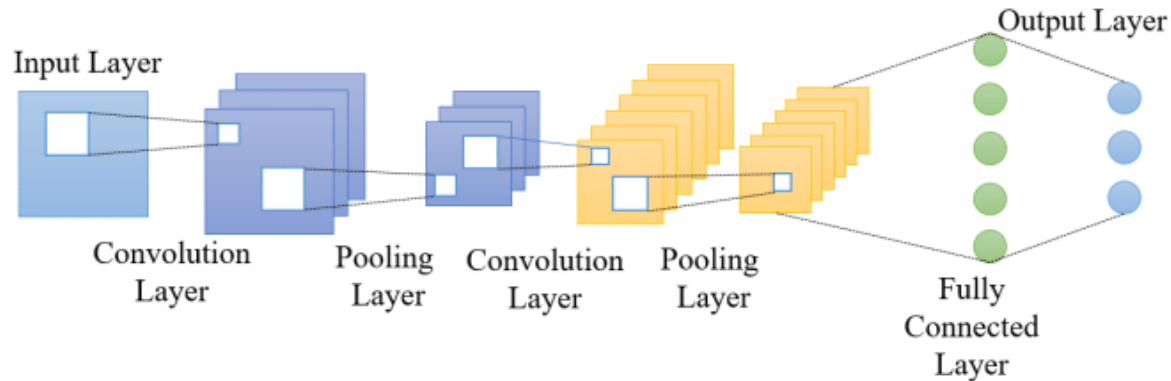 Output Layer
Input Layer
Convolution
Layer
Pooling
Layer
Convolution
Layer
Pooling
Layer
Fully
Connected
Layer